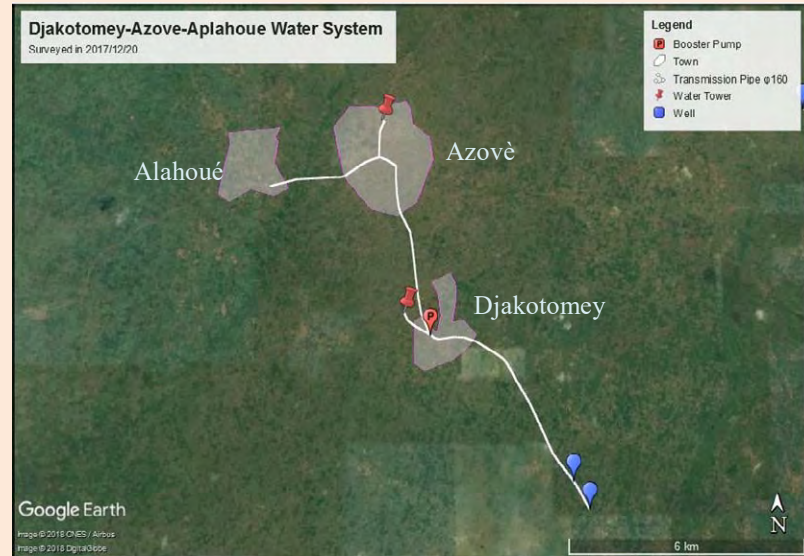 Djakotomey-Azove-Aplahoue Water System
Surveyed in 2017/12/20
Legend
P Booster Pump
Town
Transmission Pipe φ160
Water Tower
Well
Azovè
Alahoué
Djakotomey
P
Google Earth
Image © 2018 CNES / Airbus
Image © 2018 DigitalGlobe
N
6 km